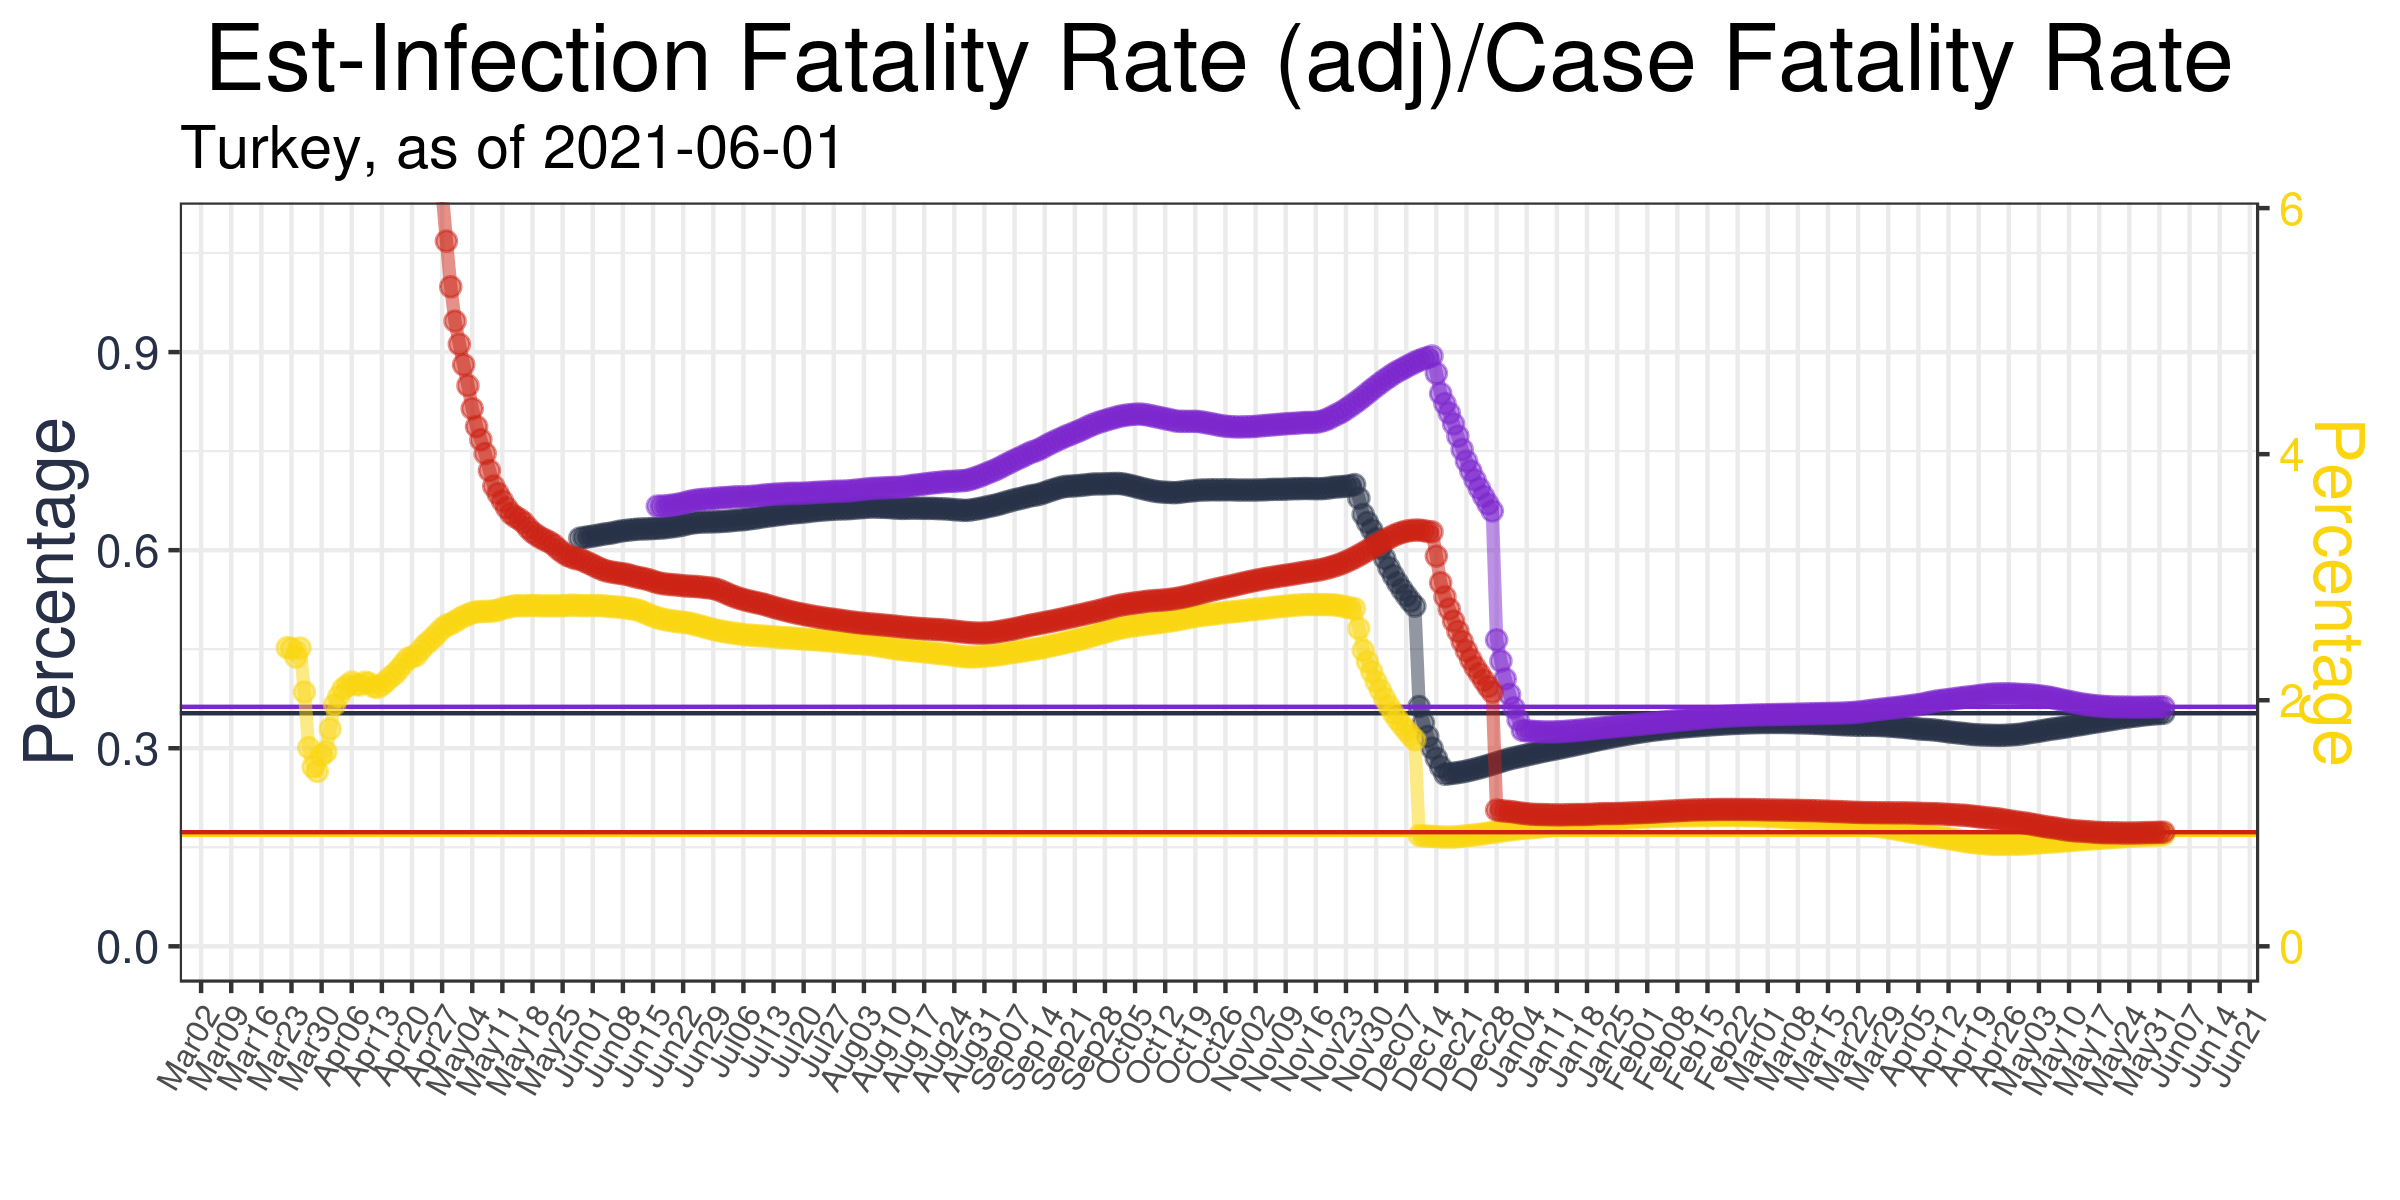 Est-Infection Fatality Rate (adj)/Case Fatality Rate
Turkey, as of 2021-06-01
Percentage
0.9
0.6
0.3
0.0
6
4
2
0
Percentage
Mar02
Mar09
Mar16
Mar23
Mar30
Apr06
Apr13
Apr20
Apr27
May04
May11
May18
May25
Jun01
Jun08
Jun15
Jun22
Jun29
Jul06
Jul13
Jul20
Jul27
Aug03
Aug10
Aug17
Aug24
Aug31
Sep07
Sep14
Sep21
Sep28
Oct05
Oct12
Oct19
Oct26
Nov02
Nov09
Nov16
Nov23
Nov30
Dec07
Dec14
Dec21
Dec28
Jan04
Jan11
Jan18
Jan25
Feb01
Feb08
Feb15
Feb22
Mar01
Mar08
Mar15
Mar22
Mar29
Apr05
Apr12
Apr19
Apr26
May03
May10
May17
May24
May31
Jun07
Jun14
Jun21